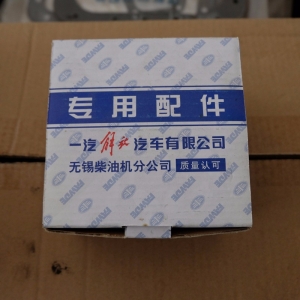 专用配件
一汽解放汽车有限公司
无锡柴油机分公司 质量认可